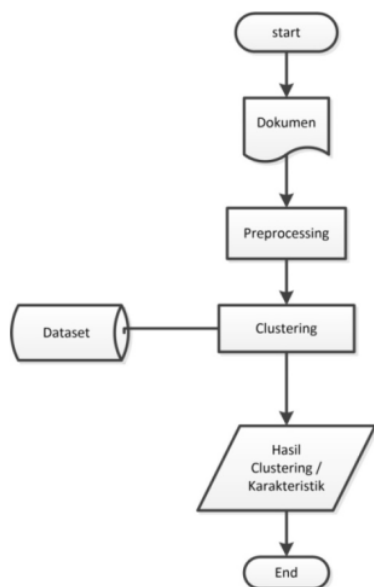 start
Dokumen
Preprocessing
Dataset
Clustering
Hasil
Clustering /
Karakteristik
End